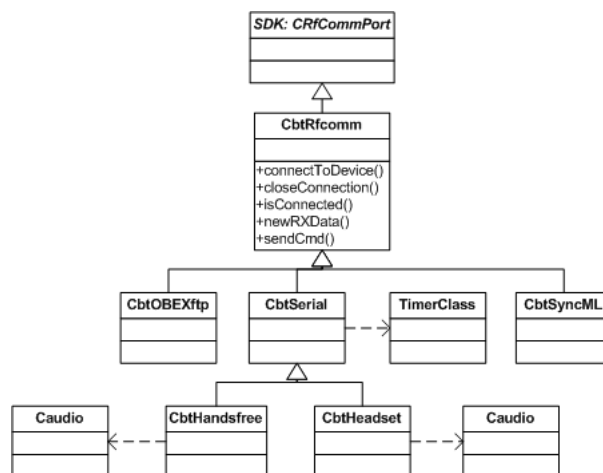 SDK: CRfCommPort
CbtRfcomm
+connectToDevice()
+closeConnection()
+isConnected()
+newRXData()
+sendCmd()
CbtOBEXftp
CbtSerial
TimerClass
CbtSyncML
Caudio
CbtHandsfree
CbtHeadset
Caudio